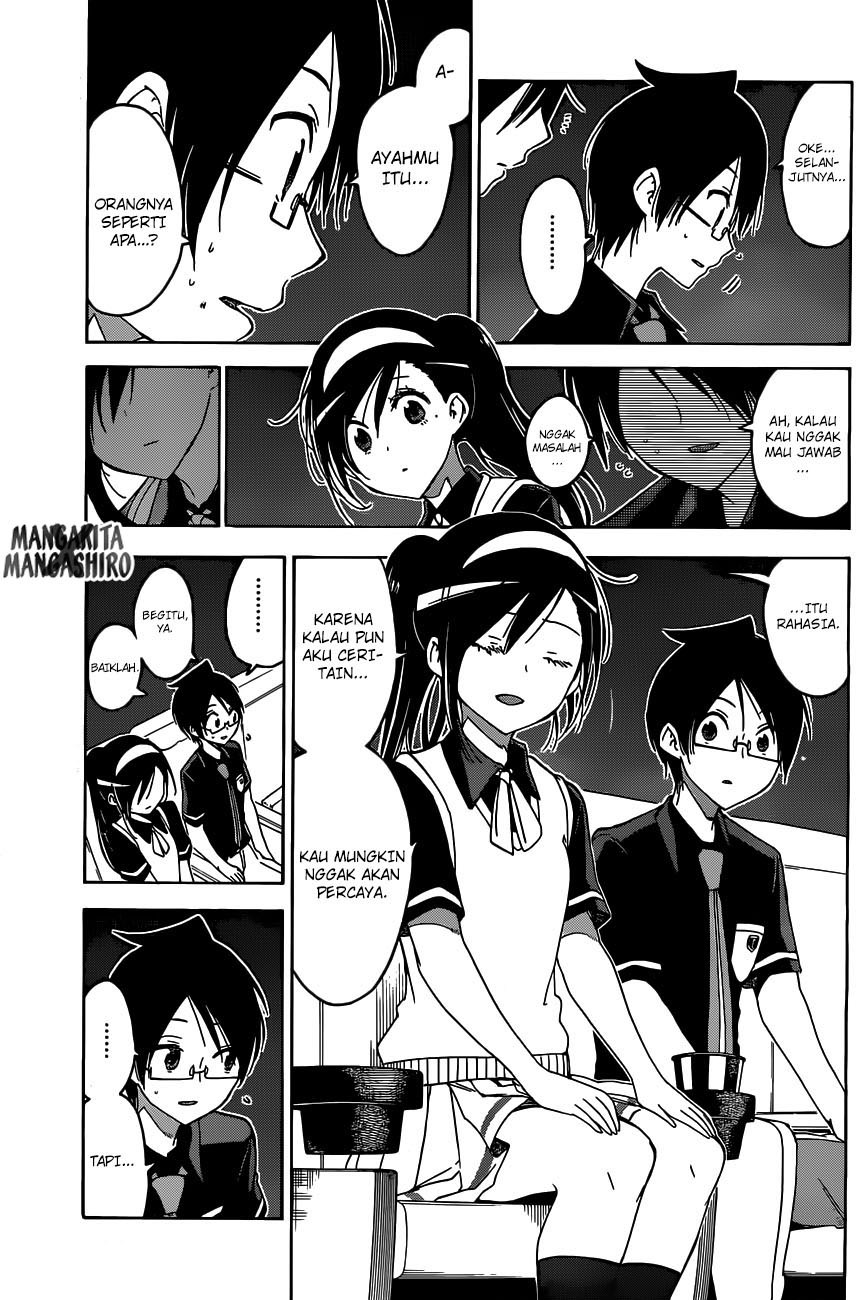 OKE...
SELAN-
JUTNYA...
.........
A-
AYAHMU
ITU...
ORANGNYA
SEPERTI
APA...?
AH, KALAU
KAU NGGAK
MAU JAWAB
...
NGGAK
MASALAH
...
...ITU
RAHASIA.
KARENA
KALAU PUN
AKU CERI-
TAIN...
KAU MUNGKIN
NGGAK AKAN
PERCAYA.
.........
BEGITU,
YA.
BAIKLAH.
.........
TAPI...
MANGARITA
MANGASHIRO